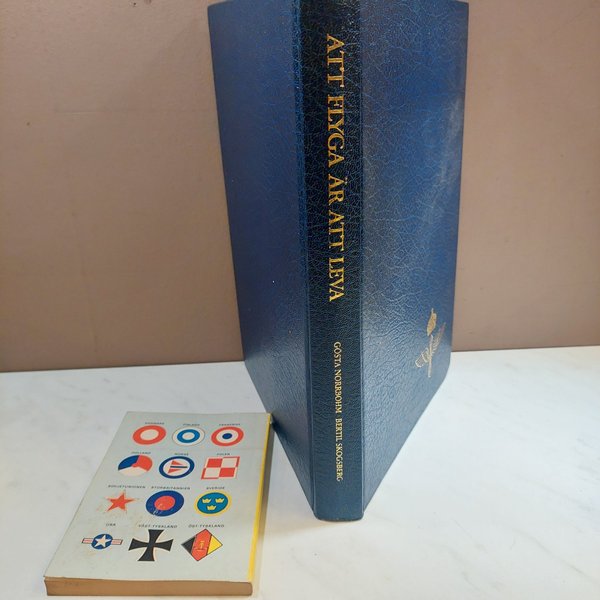 ATT FLYGA ÄR ATT LEVA
GÖSTA NORRBOHM BERTIL SKOGSBERG
DANMARK FINLAND FRANKRIKE
HOLLAND NORGE POLEN
SOVJETUNIONEN STORBRITANNIEN SVERIGE
USA VÄST-TYSKLAND ÖST-TYSKLAND